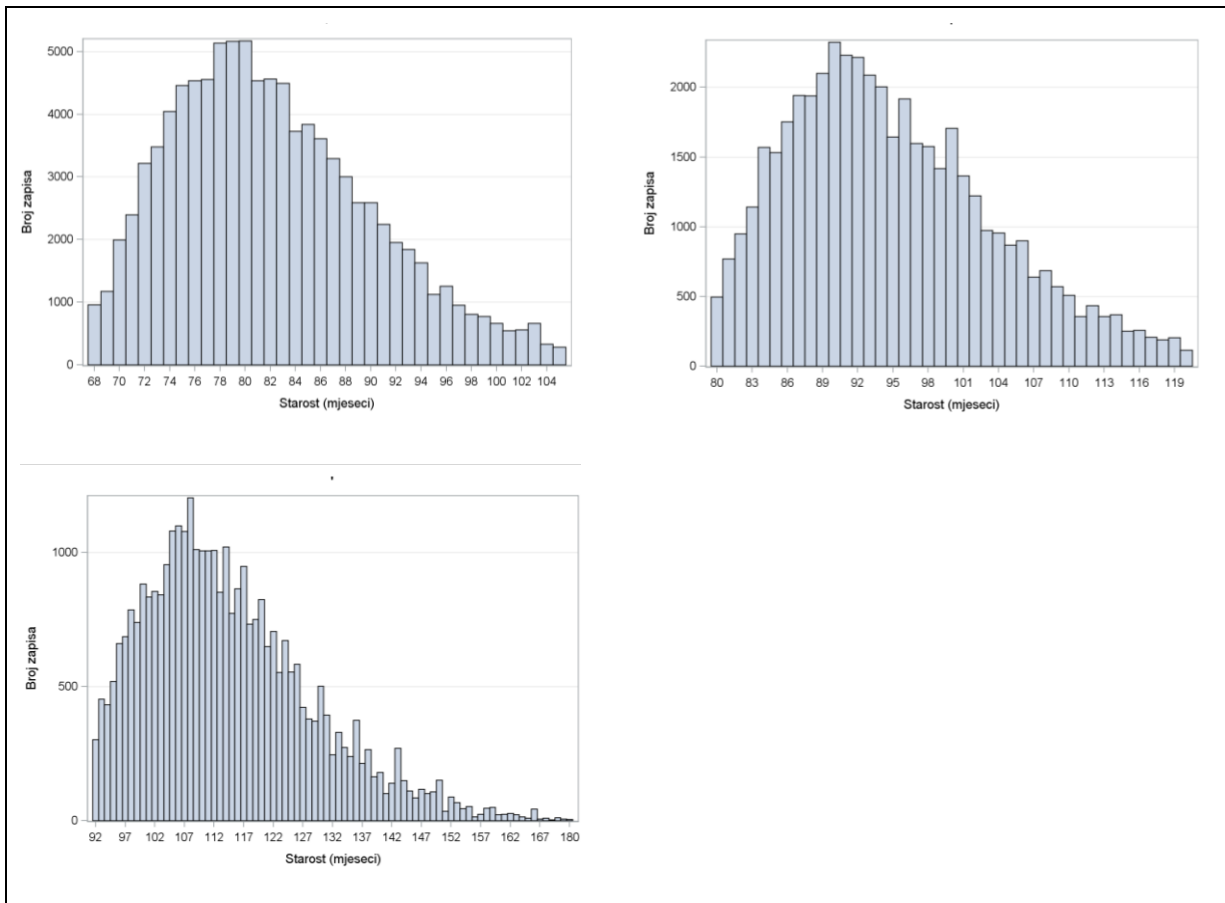 5000
4000
3000
2000
1000
0
Broj zapisa
68 70 72 74 76 78 80 82 84 86 88 90 92 94 96 98 100 102 104
Starost (mjeseci)
2000
1500
1000
500
0
Broj zapisa
80 83 86 89 92 95 98 101 104 107 110 113 116 119
Starost (mjeseci)
1000
500
0
Broj zapisa
92 97 102 107 112 117 122 127 132 137 142 147 152 157 162 167 180
Starost (mjeseci)